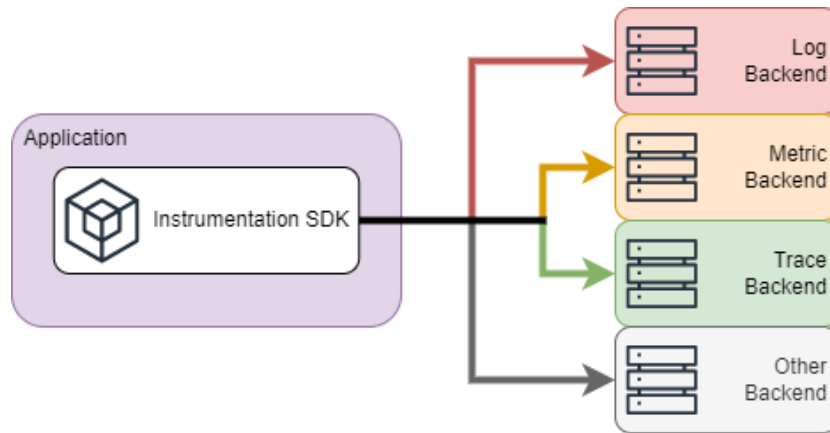 Application
Instrumentation SDK
Log
Backend
Metric
Backend
Trace
Backend
Other
Backend